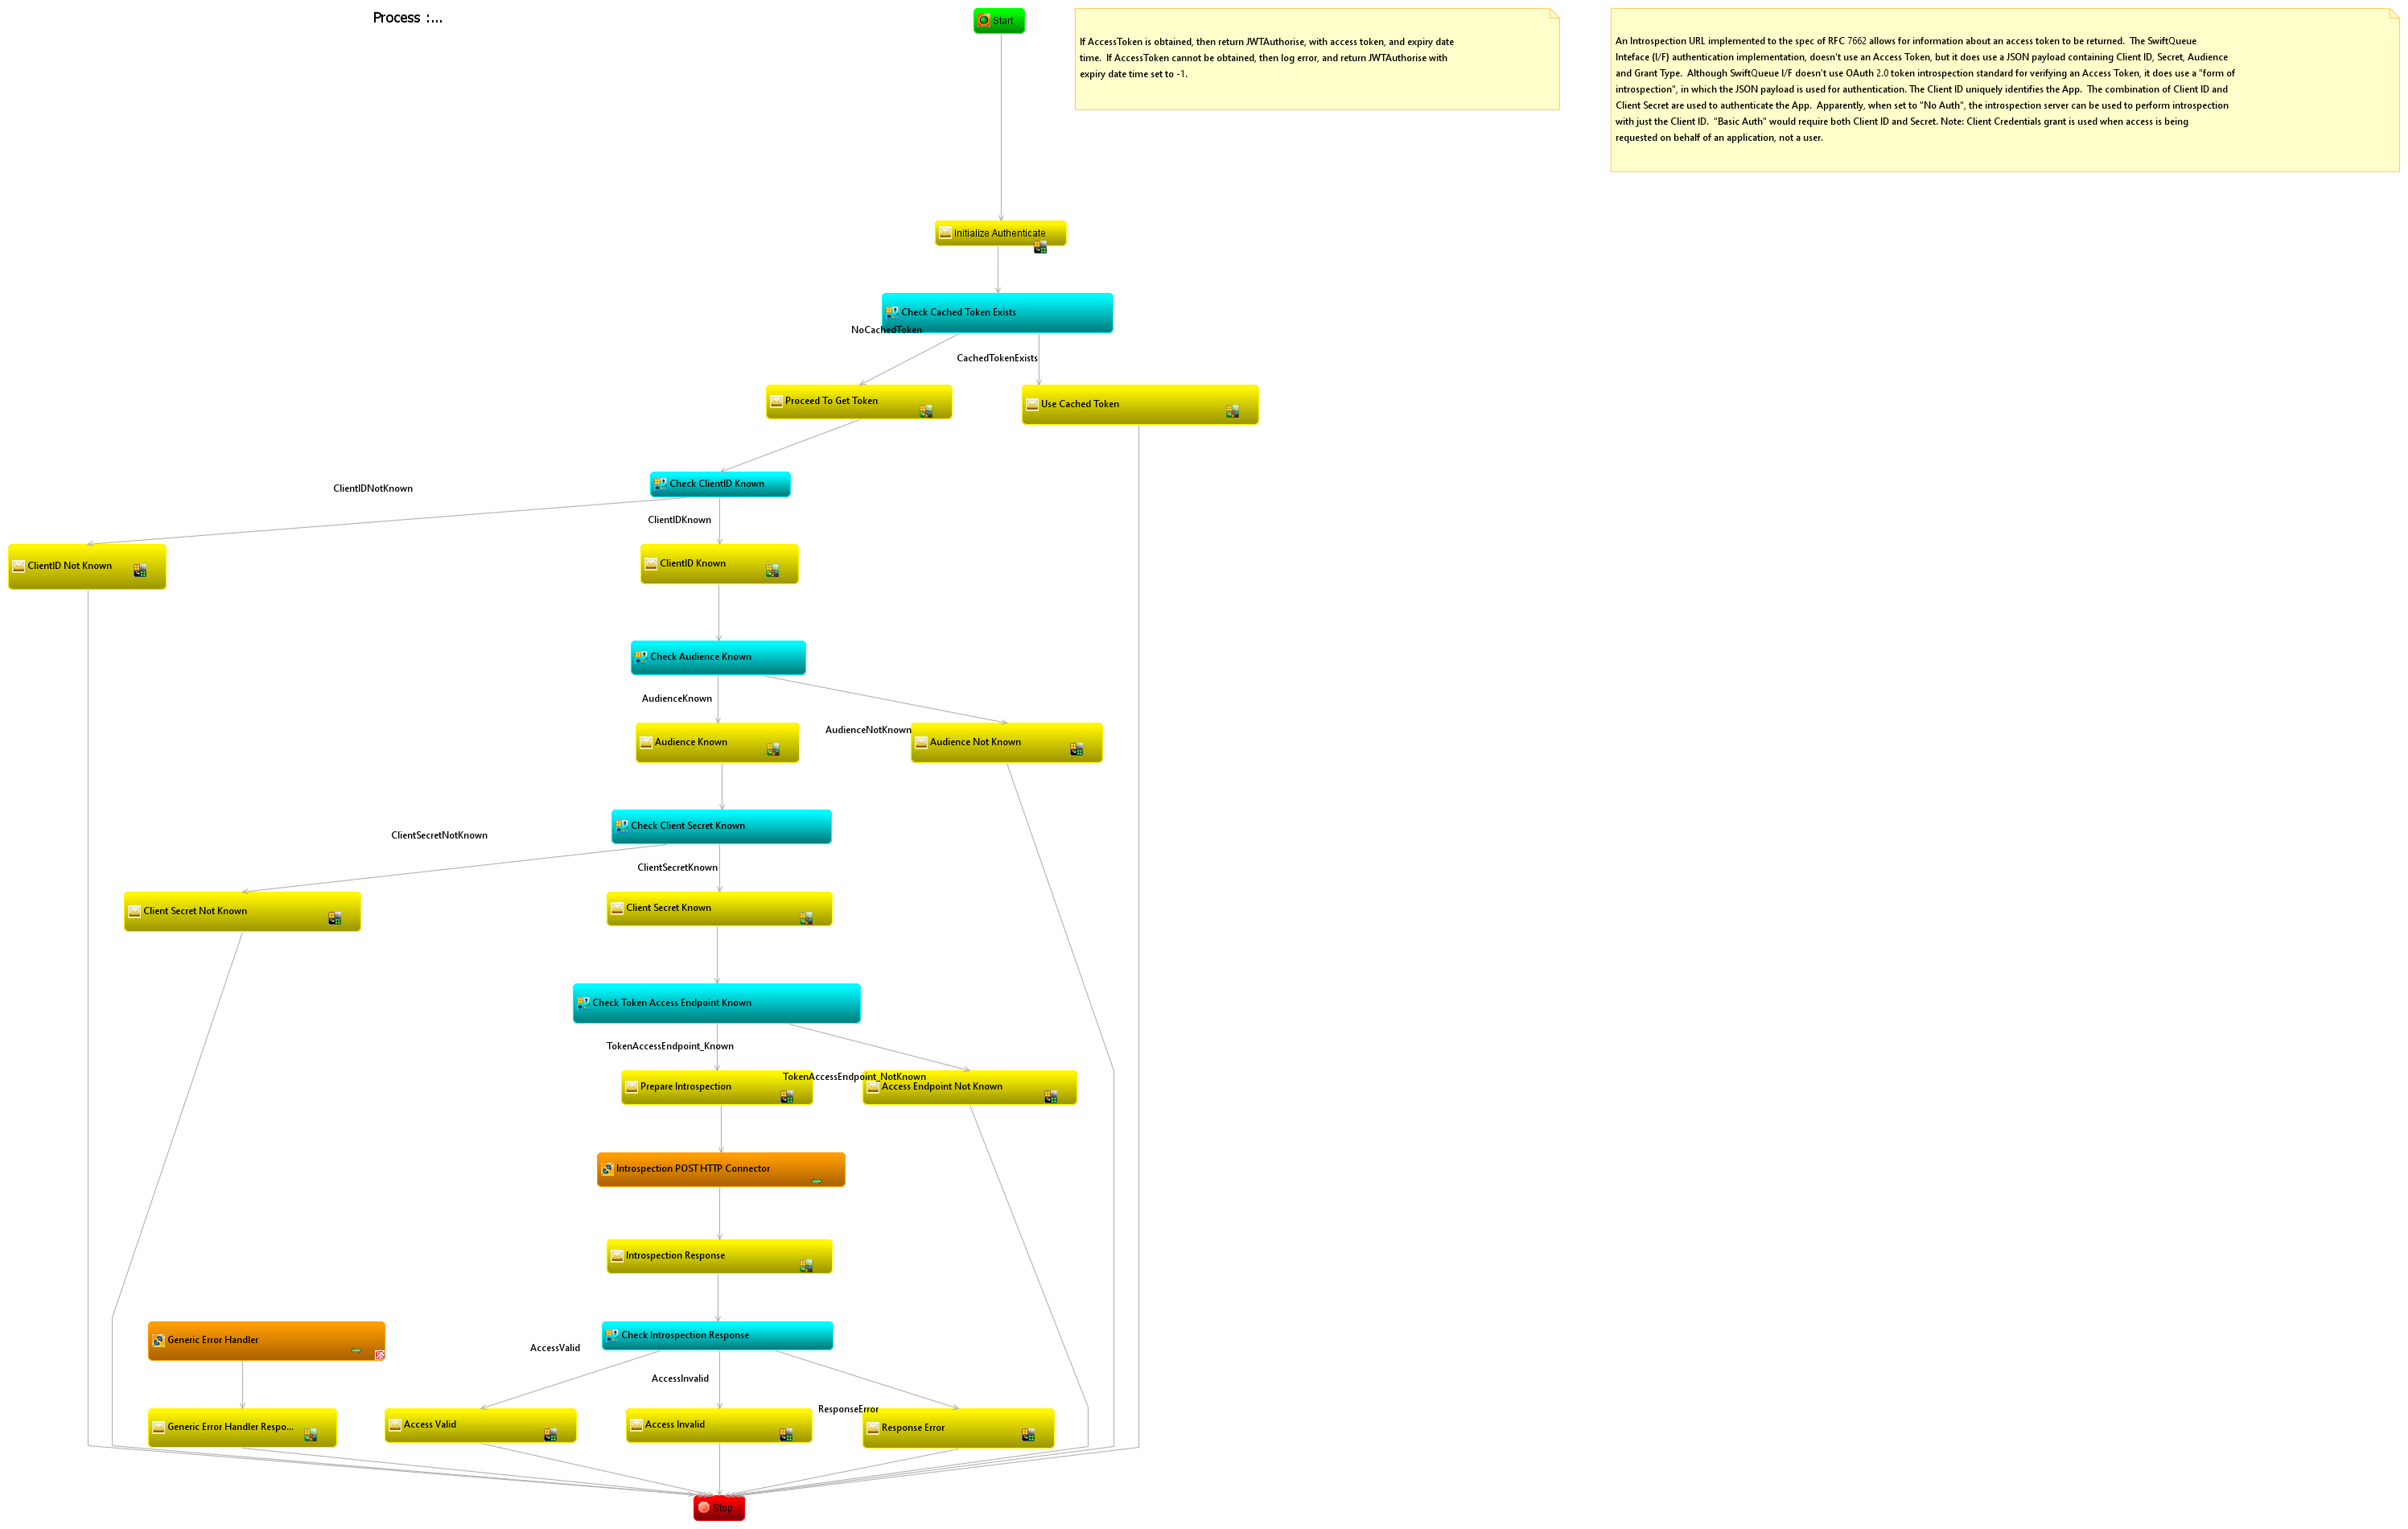 Process :...
Start
If AccessToken is obtained, then return JWTAuthorise, with access token, and expiry date
time.  If AccessToken cannot be obtained, then log error, and return JWTAuthorise with
expiry date time set to -1.
An Introspection URL implemented to the spec of RFC 7662 allows for information about an access token to be returned.  The SwiftQueue
Inteface (I/F) authentication implementation, doesn't use an Access Token, but it does use a JSON payload containing Client ID, Secret, Audience
and Grant Type.  Although SwiftQueue I/F doesn't use OAuth 2.0 token introspection standard for verifying an Access Token, it does use a "form of
introspection", in which the JSON payload is used for authentication. The Client ID uniquely identifies the App.  The combination of Client ID and
Client Secret are used to authenticate the App.  Apparently, when set to "No Auth", the introspection server can be used to perform introspection
with just the Client ID.  "Basic Auth" would require both Client ID and Secret. Note: Client Credentials grant is used when access is being
requested on behalf of an application, not a user.
Initialize Authenticate
Check Cached Token Exists
NoCachedToken
CachedTokenExists
Proceed To Get Token
Use Cached Token
Check ClientID Known
ClientIDNotKnown
ClientIDKnown
ClientID Not Known
ClientID Known
Check Audience Known
AudienceKnown
AudienceNotKnown
Audience Known
Audience Not Known
Check Client Secret Known
ClientSecretNotKnown
ClientSecretKnown
Client Secret Not Known
Client Secret Known
Check Token Access Endpoint Known
TokenAccessEndpoint_Known
TokenAccessEndpoint_NotKnown
Prepare Introspection
Access Endpoint Not Known
Introspection POST HTTP Connector
Introspection Response
Generic Error Handler
Check Introspection Response
AccessValid
AccessInvalid
ResponseError
Generic Error Handler Respo...
Access Valid
Access Invalid
Response Error
Stop